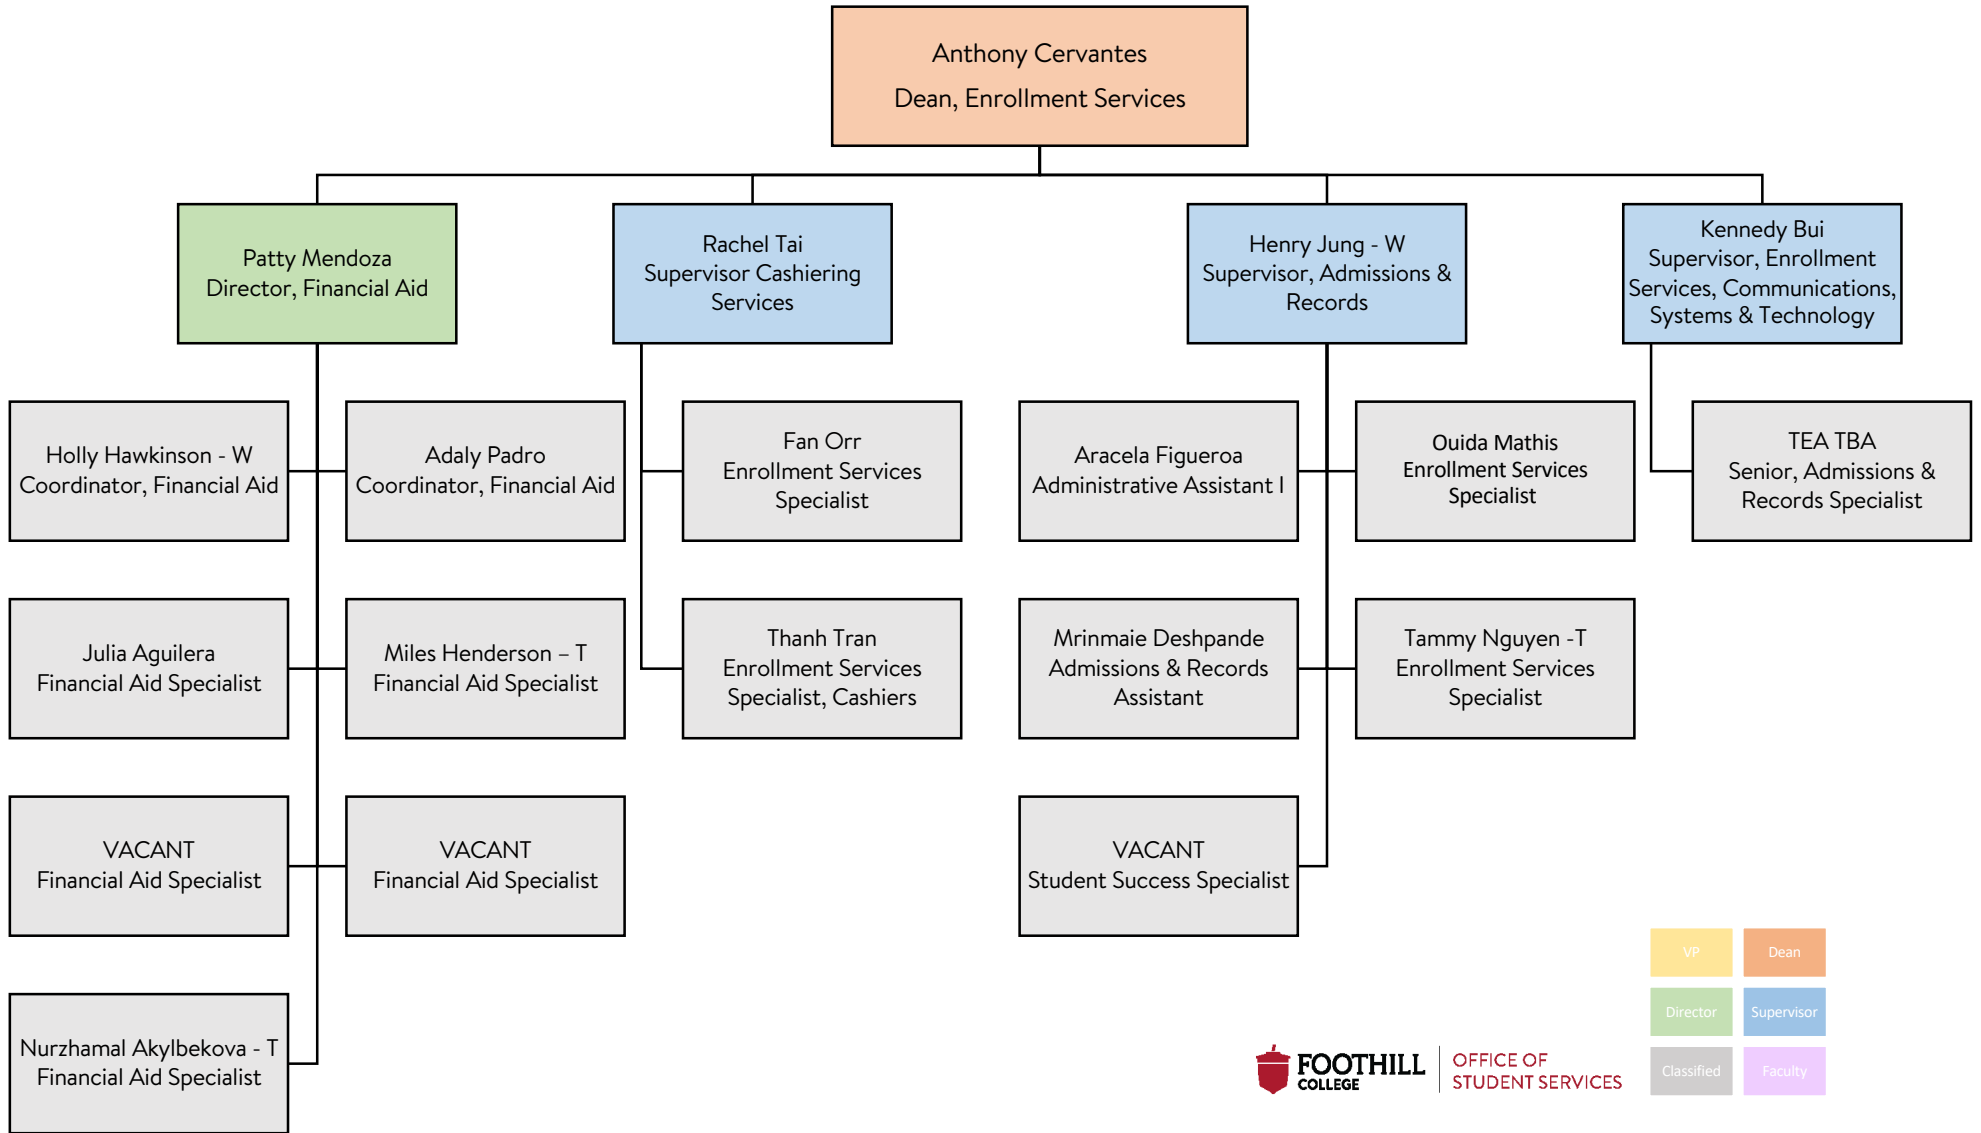 Anthony Cervantes
Dean, Enrollment Services
Patty Mendoza
Director, Financial Aid
Rachel Tai
Supervisor Cashiering
Services
Henry Jung - W
Supervisor, Admissions &
Records
Kennedy Bui
Supervisor, Enrollment
Services, Communications,
Systems & Technology
Holly Hawkinson - W
Coordinator, Financial Aid
Adaly Padro
Coordinator, Financial Aid
Fan Orr
Enrollment Services
Specialist
Aracela Figueroa
Administrative Assistant I
Ouida Mathis
Enrollment Services
Specialist
TEA TBA
Senior, Admissions &
Records Specialist
Julia Aguilera
Financial Aid Specialist
Miles Henderson – T
Financial Aid Specialist
Thanh Tran
Enrollment Services
Specialist, Cashiers
Mrinmaie Deshpande
Admissions & Records
Assistant
Tammy Nguyen -T
Enrollment Services
Specialist
VACANT
Financial Aid Specialist
VACANT
Financial Aid Specialist
VACANT
Student Success Specialist
Nurzhamal Akylbekova - T
Financial Aid Specialist
FOOTHILL
COLLEGE
OFFICE OF
STUDENT SERVICES
VP
Dean
Director
Supervisor
Classified
Faculty